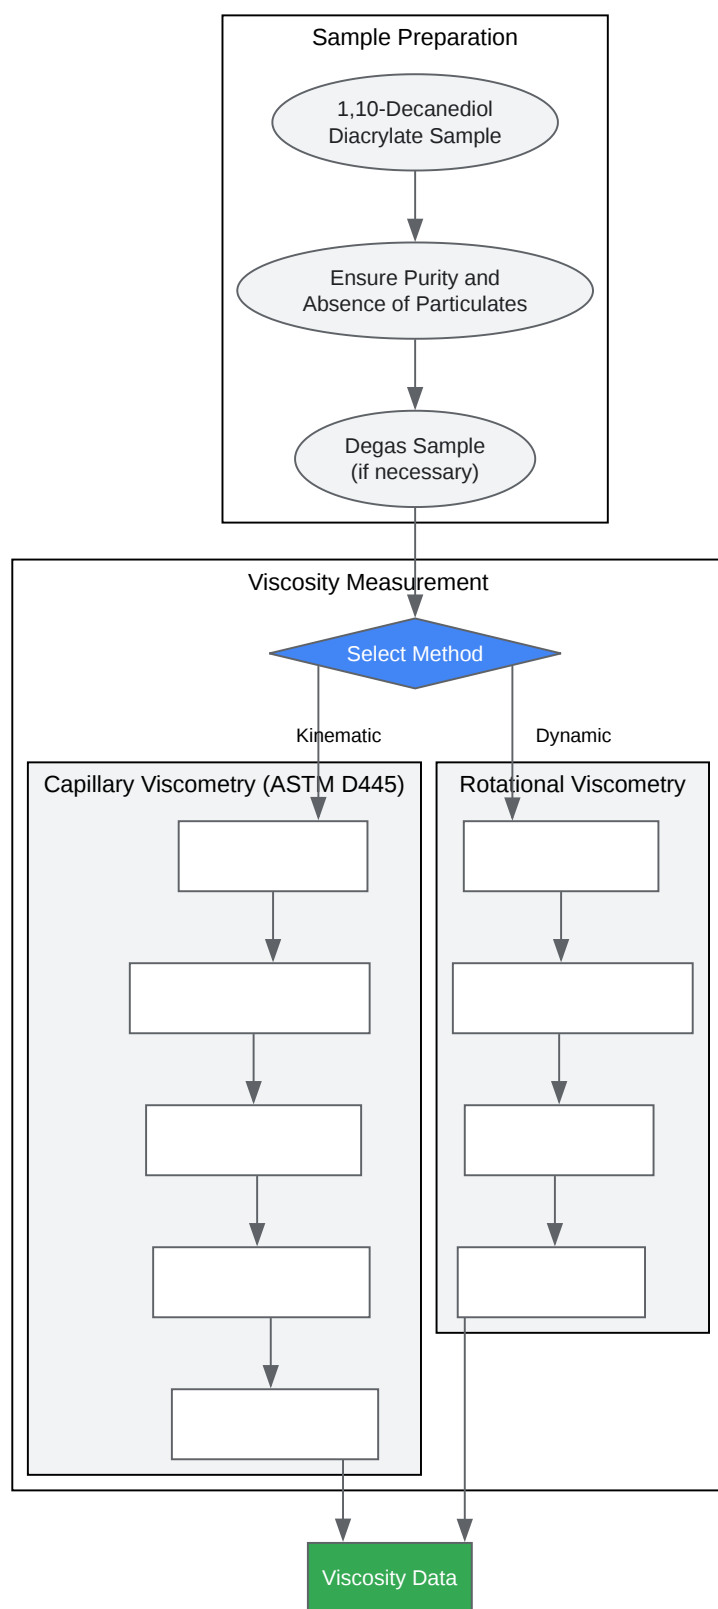 Sample Preparation
1,10-Decanediol
Diacrylate Sample
Ensure Purity and
Absence of Particulates
Degas Sample
(if necessary)
Viscosity Measurement
Select Method
Kinematic
Dynamic
Capillary Viscometry (ASTM D445)
Rotational Viscometry
Viscosity Data